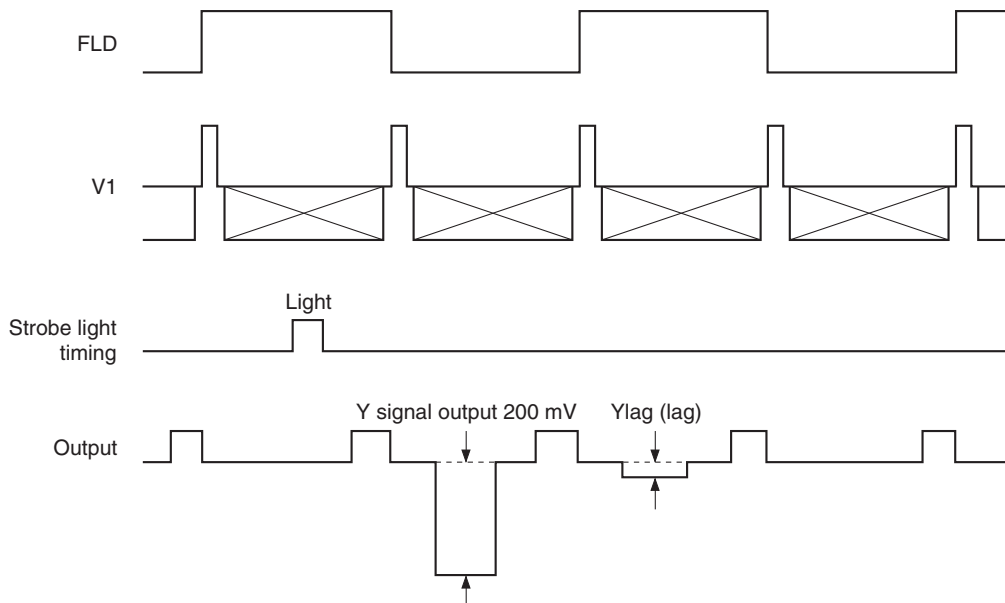 FLD
V1
Light
Strobe light
timing
Y signal output 200 mV
Ylag (lag)
Output